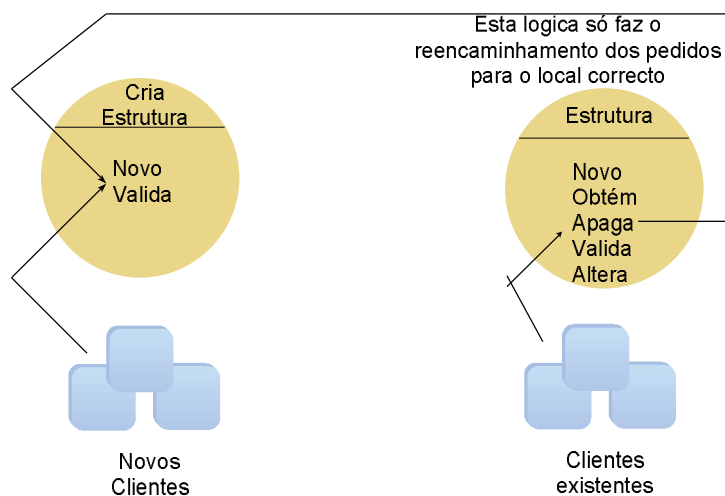 Esta logica só faz o
reencaminhamento dos pedidos
para o local correcto
Cria
Estrutura
Novo
Valida
Estrutura
Novo
Obtém
Apaga
Valida
Altera
Novos
Clientes
Clientes
existentes